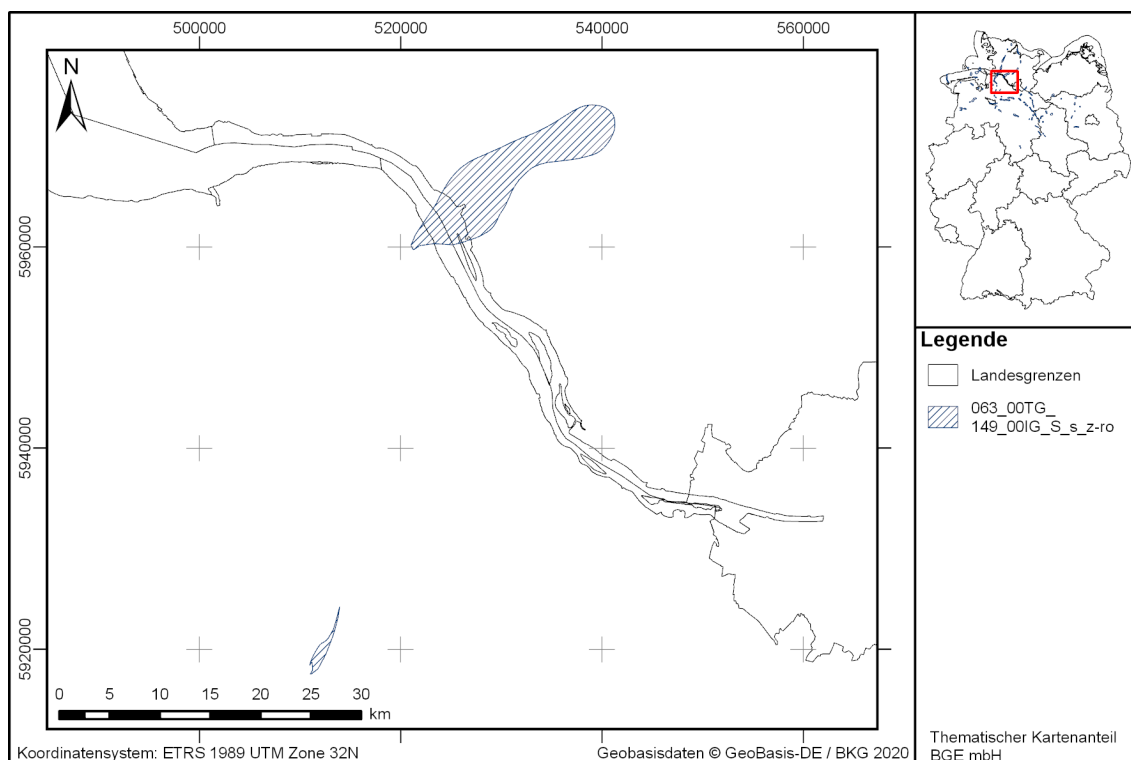 500000 520000 540000 560000
N
5960000
5940000
5920000
0 5 10 15 20 25 30
km
Koordinatensystem: ETRS 1989 UTM Zone 32N
Geobasisdaten © GeoBasis-DE / BKG 2020
Legende
Landesgrenzen
063_00TG_
149_00IG_S_s_z-ro
Thematischer Kartenanteil
BGE mbH